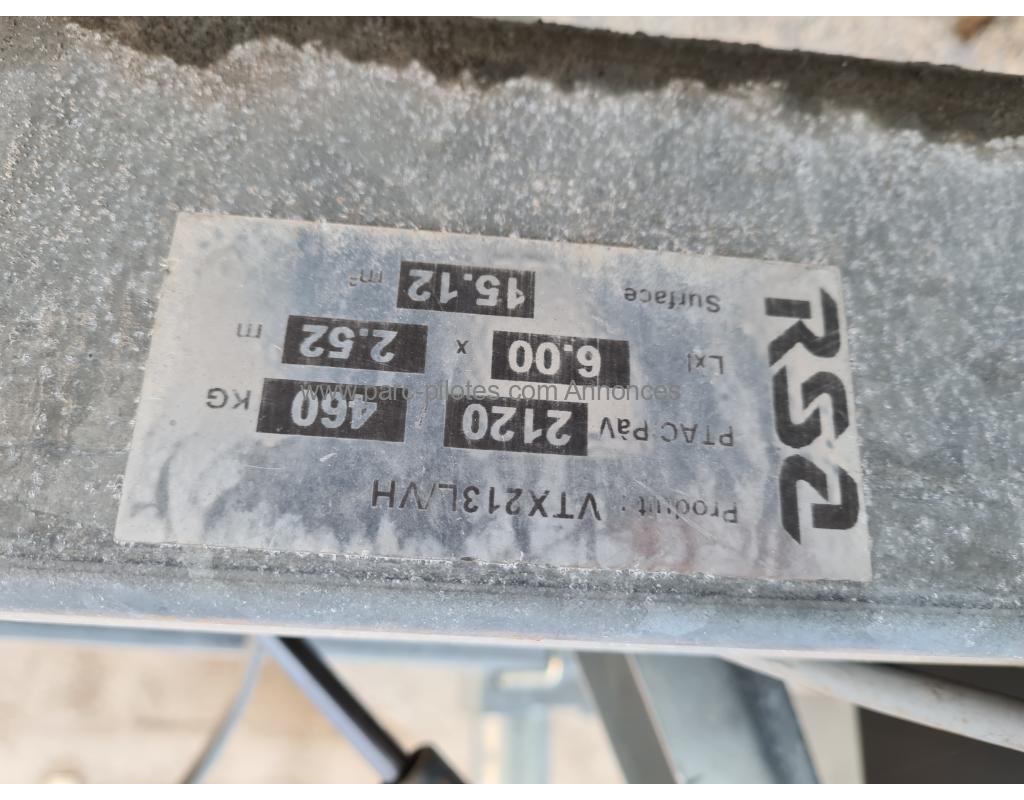 RSA
Produit : VTX213L/VH
PTAC PàV 2120 / 460 KG
Lxl 6.00 x 2.52 m
Surface 15.12 m²
www.parc-pilotes.com Annonces